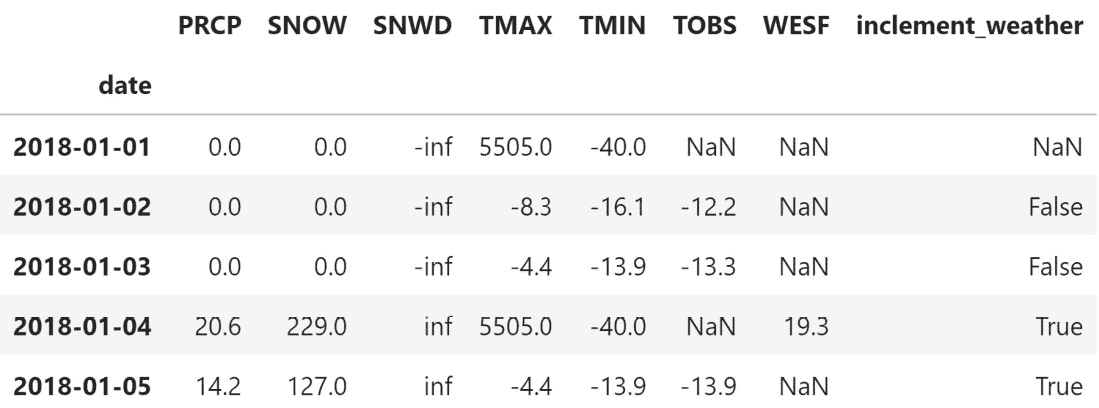 PRCP SNOW SNWD TMAX TMIN TOBS WESF inclement_weather
date
2018-01-01 0.0 0.0 -inf 5505.0 -40.0 NaN NaN NaN
2018-01-02 0.0 0.0 -inf -8.3 -16.1 -12.2 NaN False
2018-01-03 0.0 0.0 -inf -4.4 -13.9 -13.3 NaN False
2018-01-04 20.6 229.0 inf 5505.0 -40.0 NaN 19.3 True
2018-01-05 14.2 127.0 inf -4.4 -13.9 -13.9 NaN True